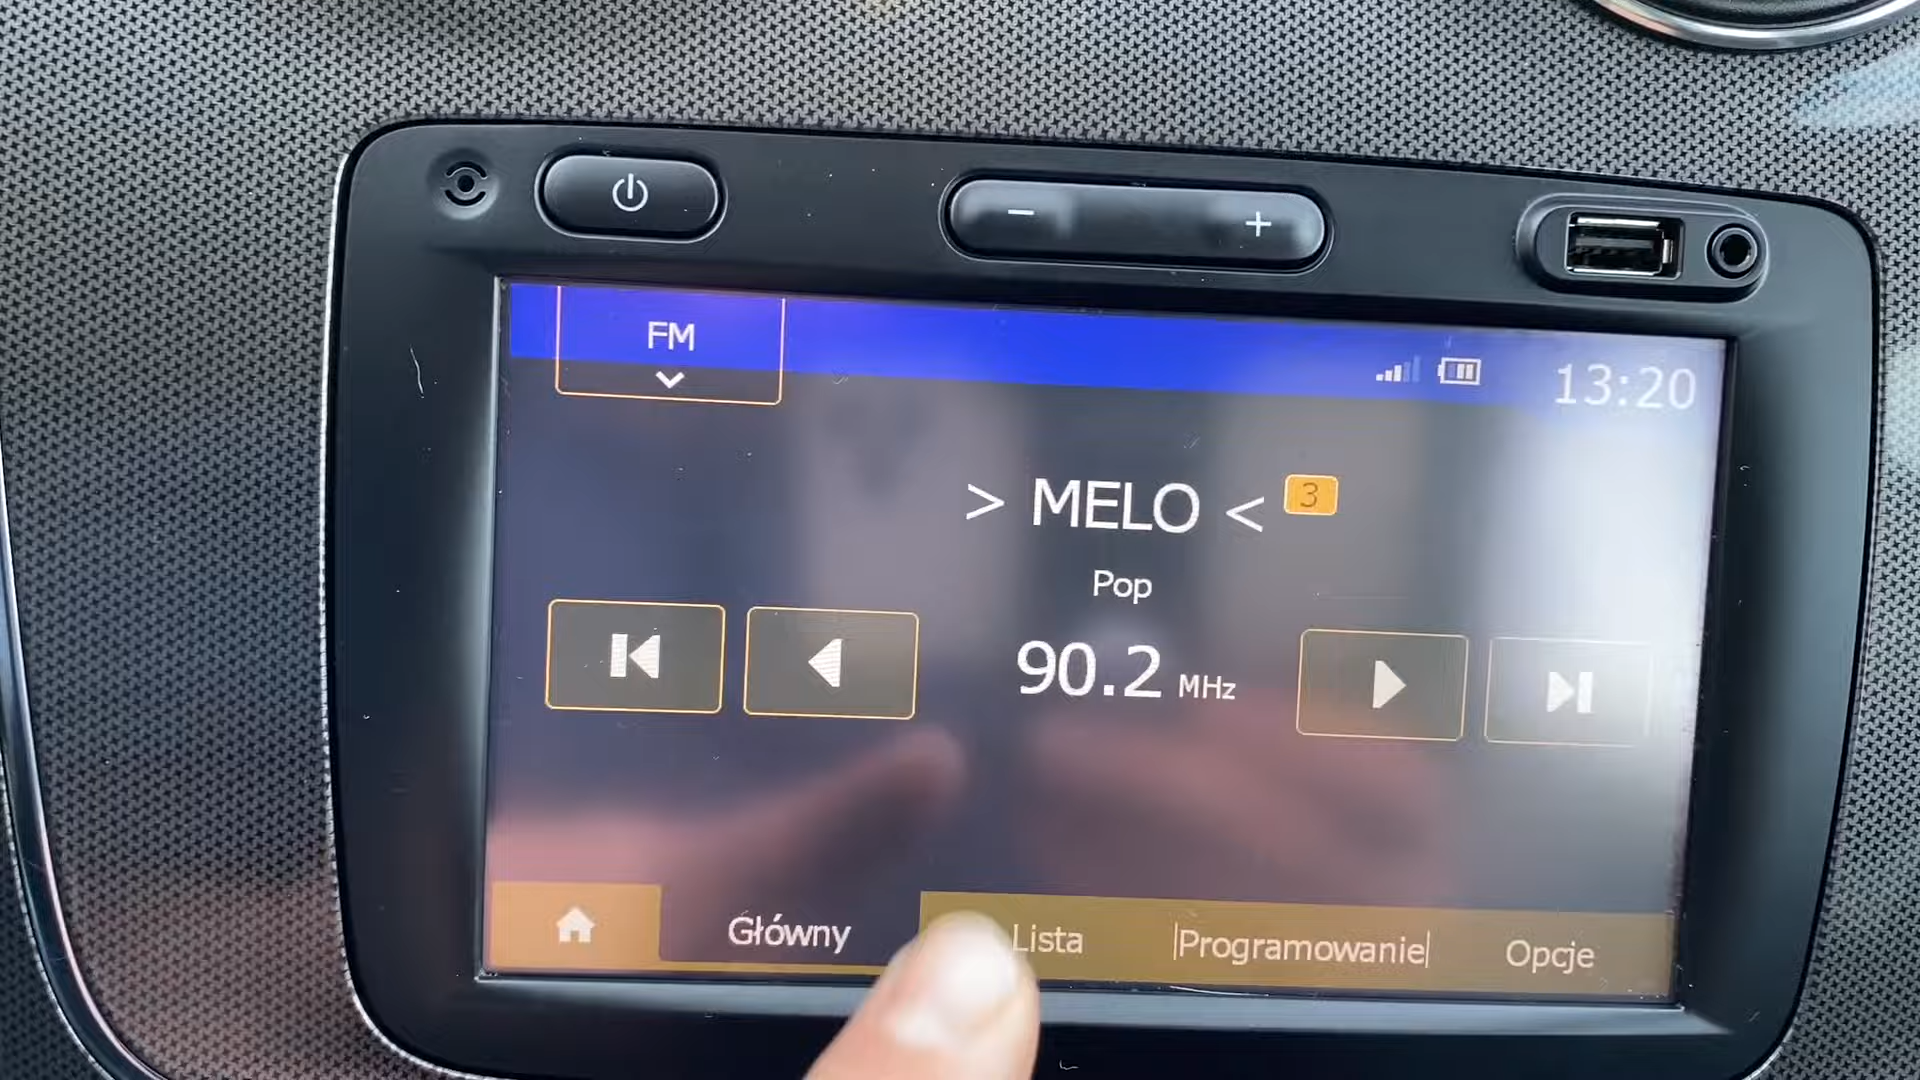 FM
13:20
> MELO < 3
Pop
90.2 MHz
Główny
Lista
Programowanie
Opcje